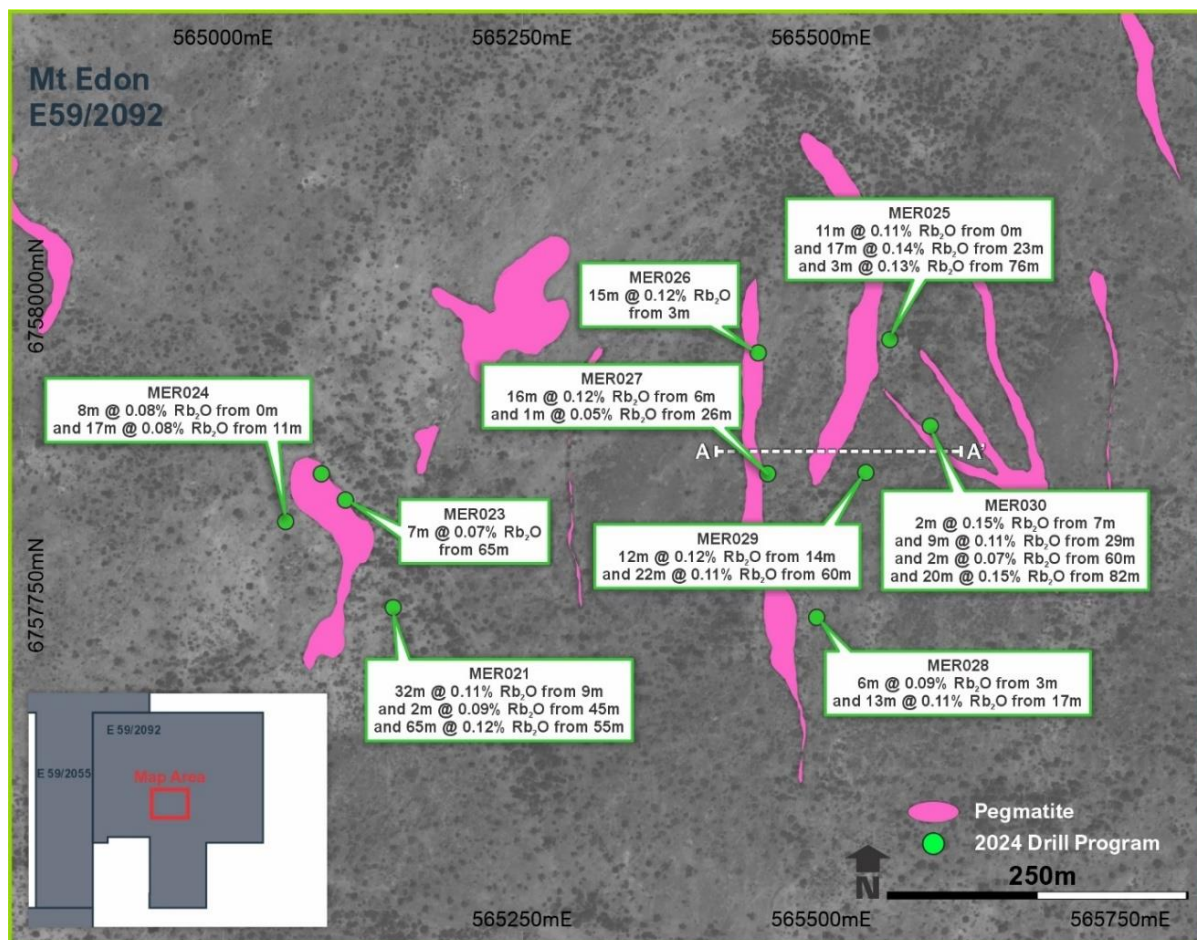 565000mE
565250mE
565500mE
Mt Edon
E59/2092
6758000mN
6757750mN
MER025
11m @ 0.11% Rb₂O from 0m
and 17m @ 0.14% Rb₂O from 23m
and 3m @ 0.13% Rb₂O from 76m
MER026
15m @ 0.12% Rb₂O
from 3m
MER027
16m @ 0.12% Rb₂O from 6m
and 1m @ 0.05% Rb₂O from 26m
MER024
8m @ 0.08% Rb₂O from 0m
and 17m @ 0.08% Rb₂O from 11m
A
A'
MER023
7m @ 0.07% Rb₂O
from 65m
MER029
12m @ 0.12% Rb₂O from 14m
and 22m @ 0.11% Rb₂O from 60m
MER030
2m @ 0.15% Rb₂O from 7m
and 9m @ 0.11% Rb₂O from 29m
and 2m @ 0.07% Rb₂O from 60m
and 20m @ 0.15% Rb₂O from 82m
MER021
32m @ 0.11% Rb₂O from 9m
and 2m @ 0.09% Rb₂O from 45m
and 65m @ 0.12% Rb₂O from 55m
MER028
6m @ 0.09% Rb₂O from 3m
and 13m @ 0.11% Rb₂O from 17m
E 59/2092
E 59/2055
Map Area
Pegmatite
2024 Drill Program
N
250m
565250mE
565500mE
565750mE